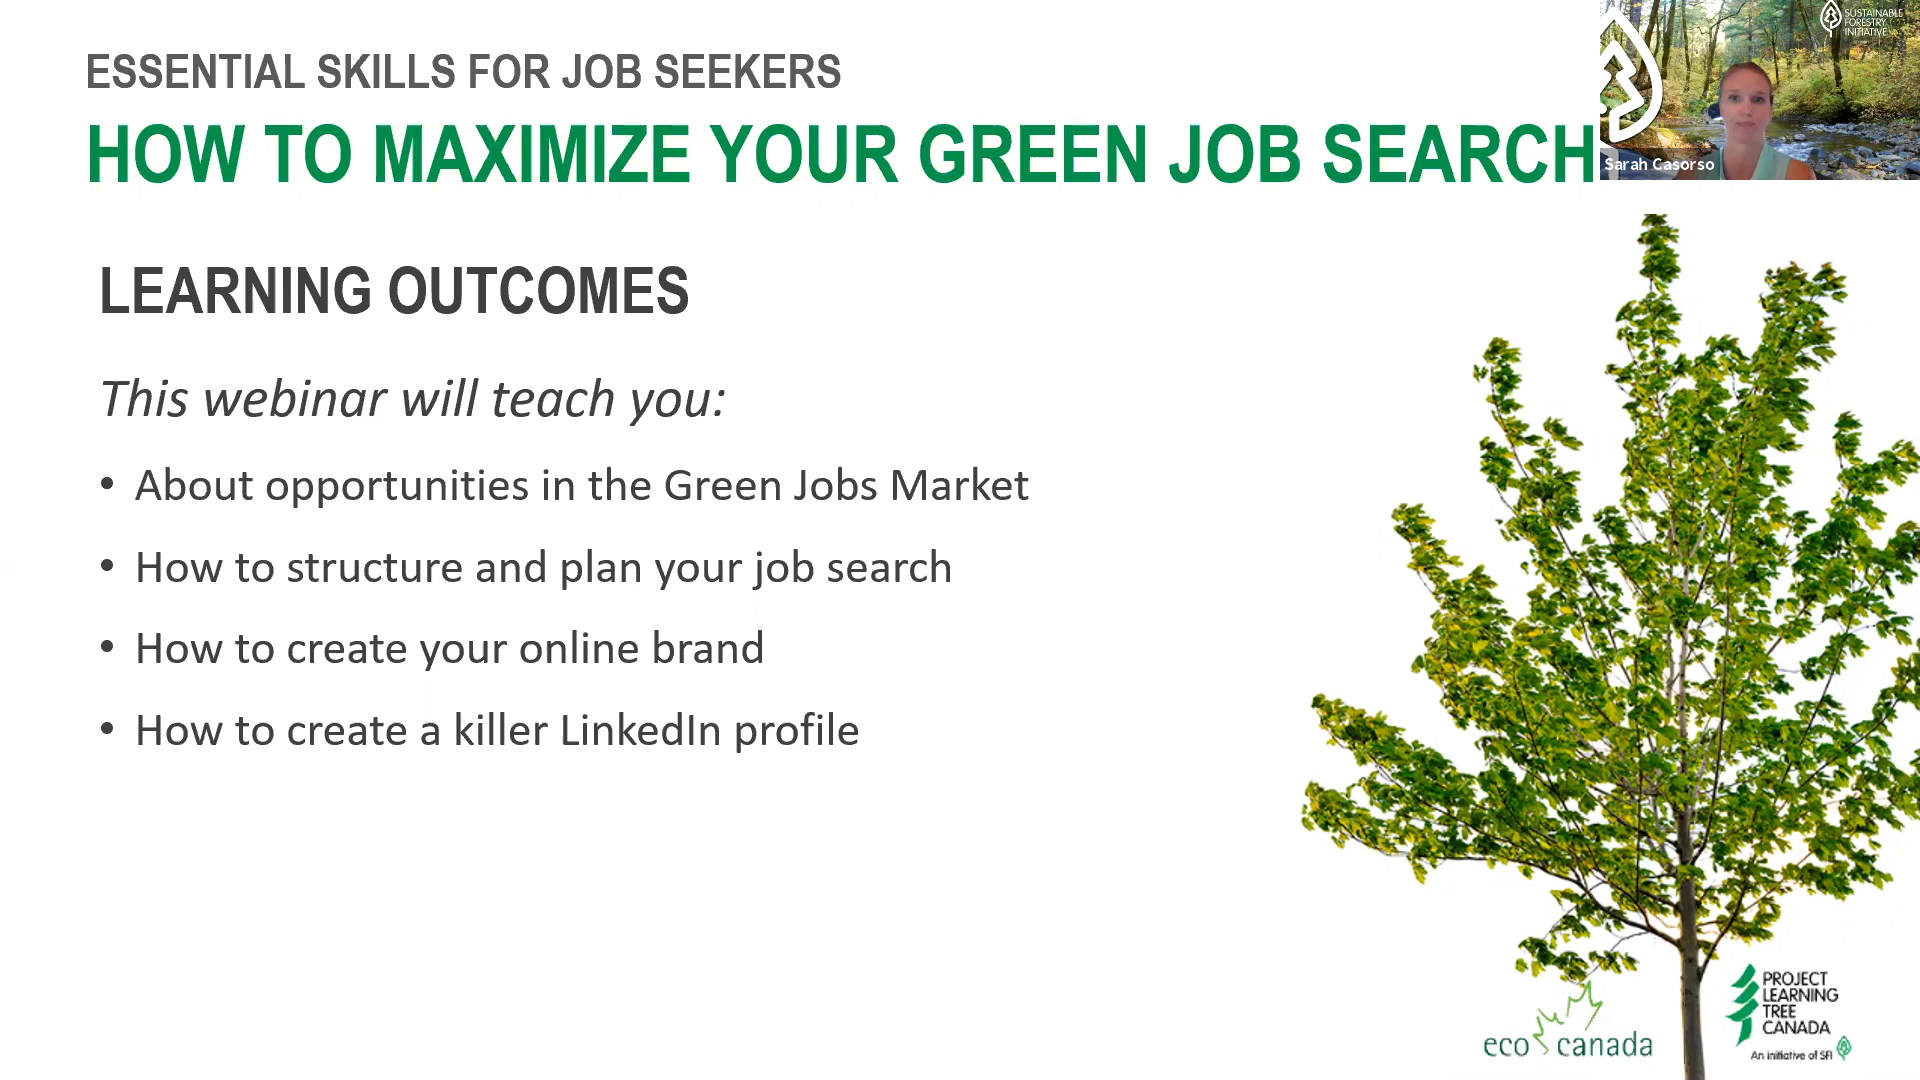 ESSENTIAL SKILLS FOR JOB SEEKERS
HOW TO MAXIMIZE YOUR GREEN JOB SEARCH
SUSTAINABLE
FORESTRY
INITIATIVE
Sarah Casorso
LEARNING OUTCOMES
This webinar will teach you:
• About opportunities in the Green Jobs Market
• How to structure and plan your job search
• How to create your online brand
• How to create a killer LinkedIn profile
eco canada
PROJECT
LEARNING
TREE
CANADA
An initiative of SFI